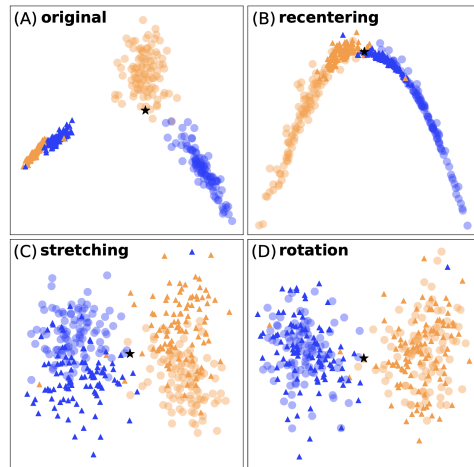 (A) original
(B) recentering
(C) stretching
(D) rotation